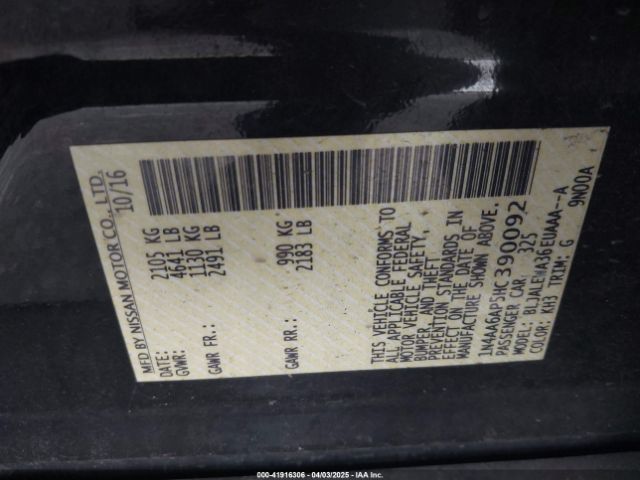 MFD BY NISSAN MOTOR CO., LTD.
DATE: 10/16
GVWR: 2105 KG
4641 LB
GAWR FR.: 1130 KG
2491 LB
GAWR RR.: 990 KG
2183 LB
THIS VEHICLE CONFORMS TO
ALL APPLICABLE FEDERAL
MOTOR VEHICLE SAFETY,
BUMPER, AND THEFT
PREVENTION STANDARDS IN
EFFECT ON THE DATE OF
MANUFACTURE SHOWN ABOVE.
1N4AA6AP5HC390092
PASSENGER CAR 325
MODEL: A36EUAAA--A
COLOR: KH3 TRIM: G 9N00A
000-41916306 - 04/03/2025 - IAA Inc.